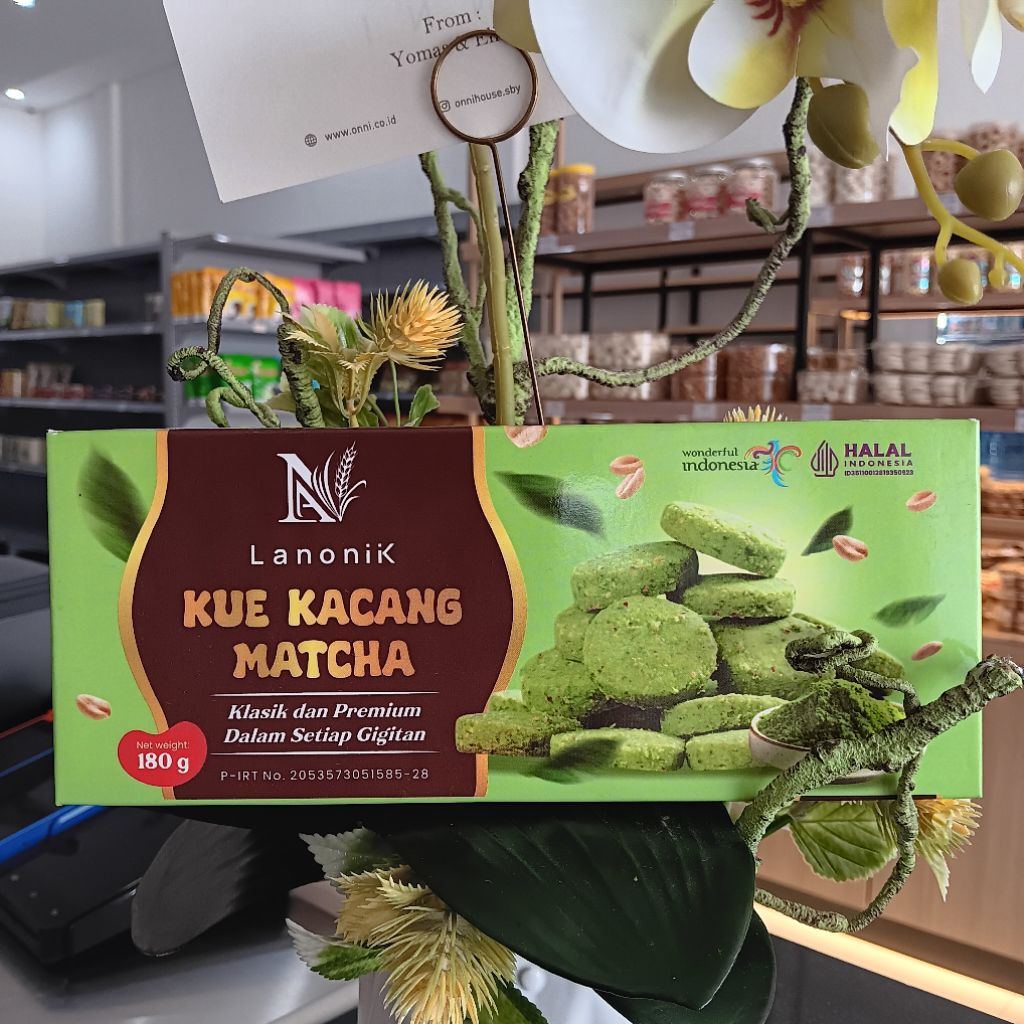 From :
Yomas &
onnihouse.sby
www.onni.co.id
wonderful
indonesia
HALAL
INDONESIA
ID35110012819350923
Lanonik
KUE KACANG
MATCHA
Klasik dan Premium
Dalam Setiap Gigitan
Net weight:
180 g
P-IRT No. 2053573051585-28